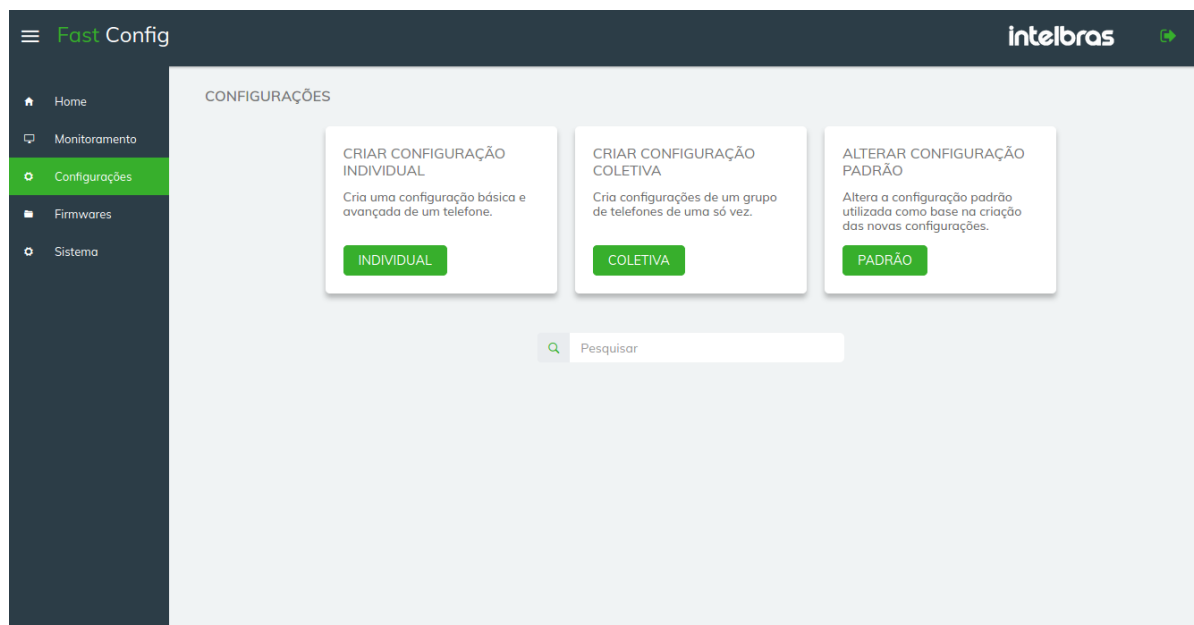 Fast Config
intelbras
Home
Monitoramento
Configurações
Firmwares
Sistema
CONFIGURAÇÕES
CRIAR CONFIGURAÇÃO
INDIVIDUAL
Cria uma configuração básica e
avançada de um telefone.
INDIVIDUAL
CRIAR CONFIGURAÇÃO
COLETIVA
Cria configurações de um grupo
de telefones de uma só vez.
COLETIVA
ALTERAR CONFIGURAÇÃO
PADRÃO
Altera a configuração padrão
utilizada como base na criação
das novas configurações.
PADRÃO
Pesquisar